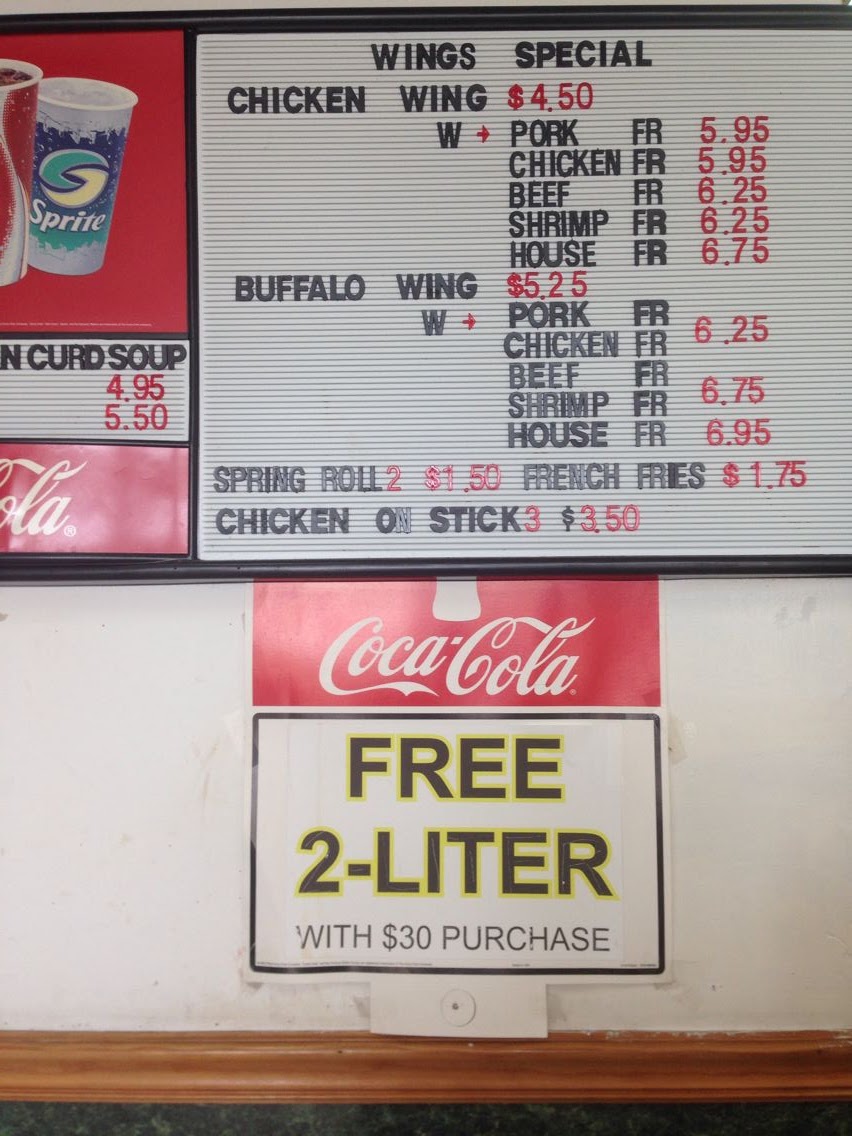 WINGS SPECIAL
CHICKEN WING $4.50
W → PORK FR 5.95
CHICKEN FR 5.95
BEEF FR 6.25
SHRIMP FR 6.25
HOUSE FR 6.75
BUFFALO WING $5.25
W → PORK FR
CHICKEN FR 6.25
BEEF FR
SHRIMP FR 6.75
HOUSE FR 6.95
SPRING ROLL 2 $1.50 FRENCH FRIES $1.75
CHICKEN ON STICK 3 $3.50
Sprite
N CURD SOUP
4.95
5.50
Cola
Coca-Cola
FREE
2-LITER
WITH $30 PURCHASE